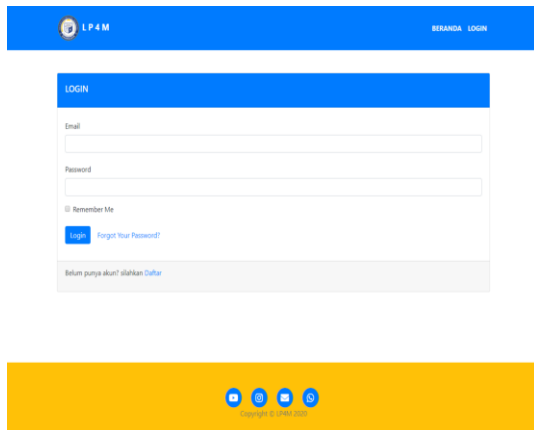 LP4M
BERANDA LOGIN
LOGIN
Email
Password
Remember Me
Login Forgot Your Password?
Belum punya akun? silahkan Daftar
Copyright © LP4M 2020